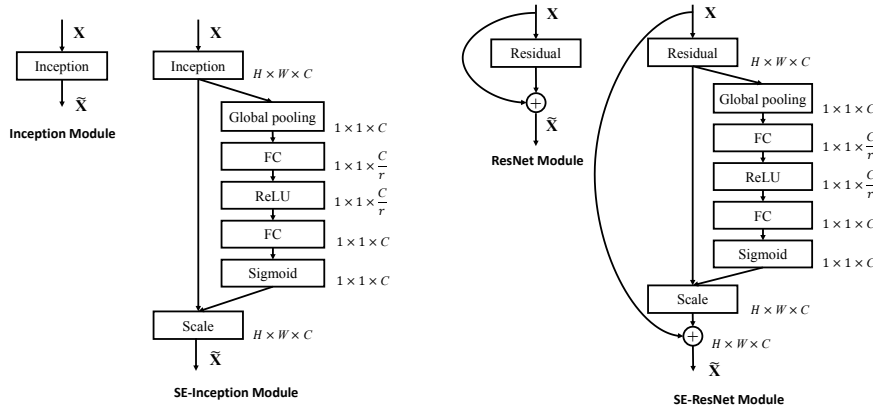 X
Inception
X̃
Inception Module
X
Inception
H × W × C
Global pooling
1 × 1 × C
FC
1 × 1 × C/r
ReLU
1 × 1 × C/r
FC
1 × 1 × C
Sigmoid
1 × 1 × C
Scale
H × W × C
X̃
SE-Inception Module
X
Residual
+
X̃
ResNet Module
X
Residual
H × W × C
Global pooling
1 × 1 × C
FC
1 × 1 × C/r
ReLU
1 × 1 × C/r
FC
1 × 1 × C
Sigmoid
1 × 1 × C
Scale
H × W × C
+
H × W × C
X̃
SE-ResNet Module